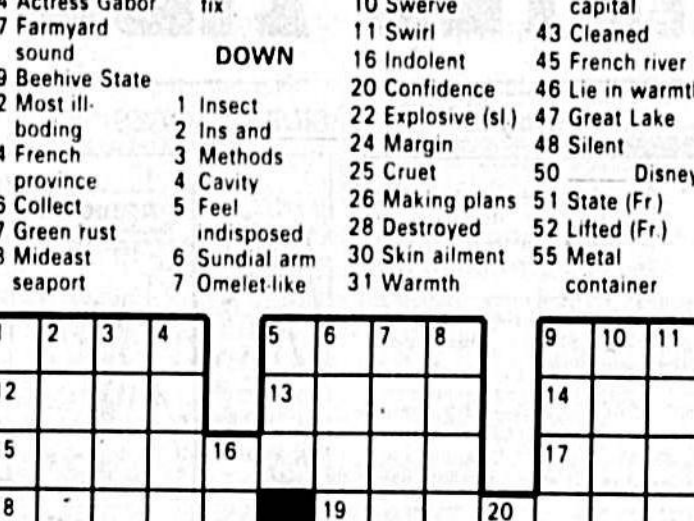 4 Actress Gabor
7 Farmyard
sound
9 Beehive State
2 Most ill-
boding
4 French
province
6 Collect
7 Green rust
8 Mideast
seaport
fix
DOWN
1 Insect
2 Ins and
3 Methods
4 Cavity
5 Feel
indisposed
6 Sundial arm
7 Omelet-like
10 Swerve
11 Swirl
16 Indolent
20 Confidence
22 Explosive (sl.)
24 Margin
25 Cruet
26 Making plans
28 Destroyed
30 Skin ailment
31 Warmth
capital
43 Cleaned
45 French river
46 Lie in warmth
47 Great Lake
48 Silent
50 ____ Disney
51 State (Fr.)
52 Lifted (Fr.)
55 Metal
container
1 2 3 4 5 6 7 8 9 10 11
12 13 14
5 16 17
8 19 20